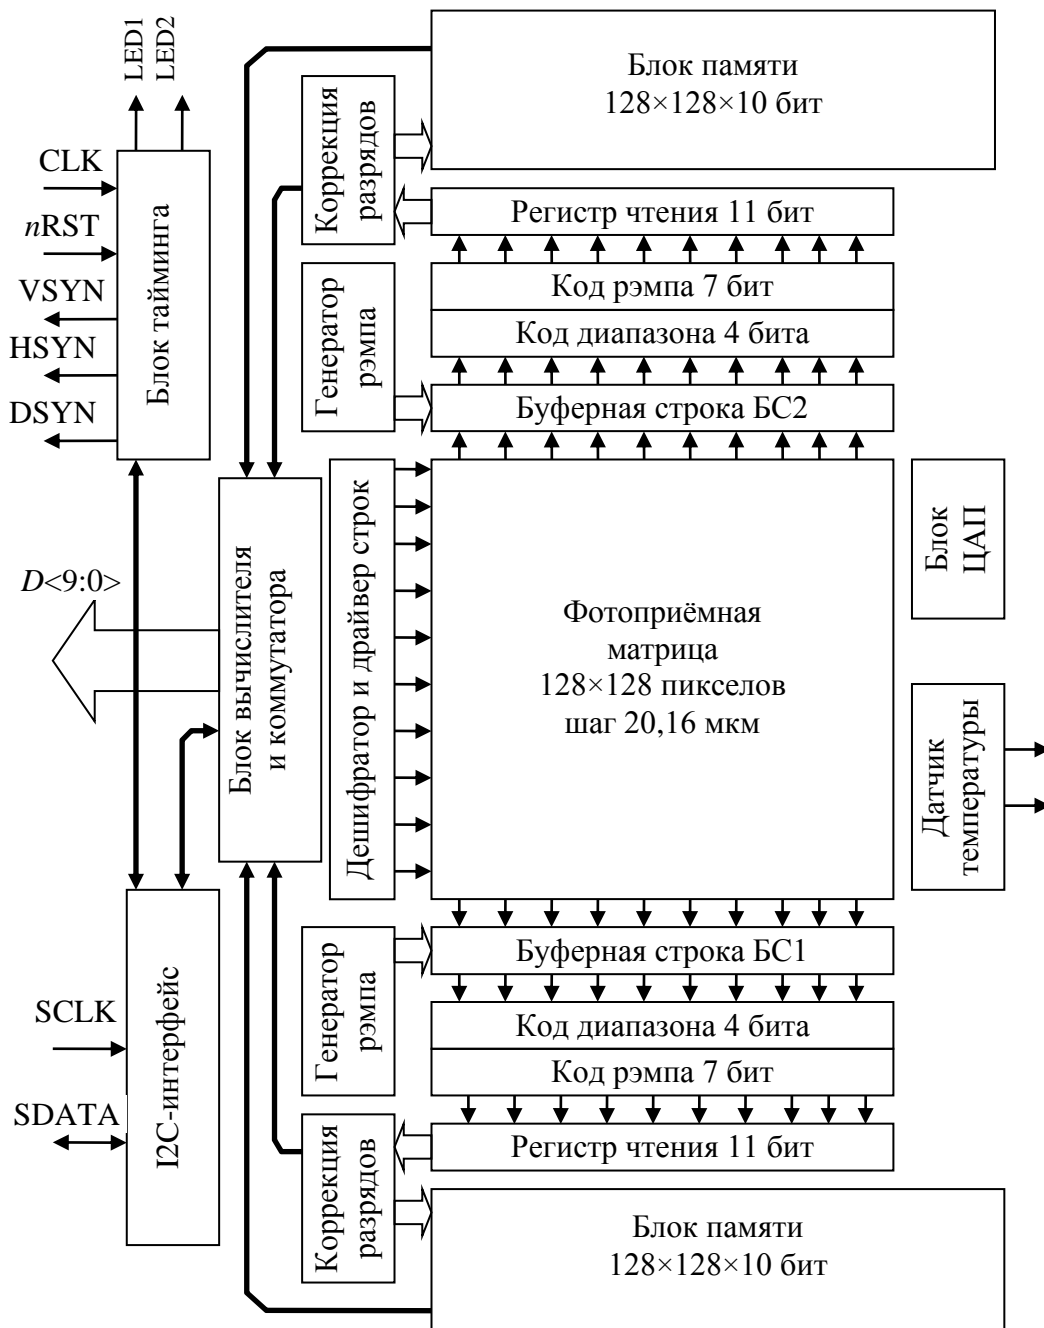 LED1
LED2
Блок памяти
128×128×10 бит
Коррекция
разрядов
CLK
nRST
VSYN
HSYN
DSYN
Блок тайминга
Регистр чтения 11 бит
Код рэмпа 7 бит
Код диапазона 4 бита
Генератор
рэмпа
Буферная строка БС2
D<9:0>
Блок вычислителя
и коммутатора
Дешифратор и драйвер строк
Фотоприёмная
матрица
128×128 пикселов
шаг 20,16 мкм
Блок
ЦАП
Датчик
температуры
SCLK
SDATA
I2C-интерфейс
Генератор
рэмпа
Буферная строка БС1
Код диапазона 4 бита
Код рэмпа 7 бит
Регистр чтения 11 бит
Коррекция
разрядов
Блок памяти
128×128×10 бит